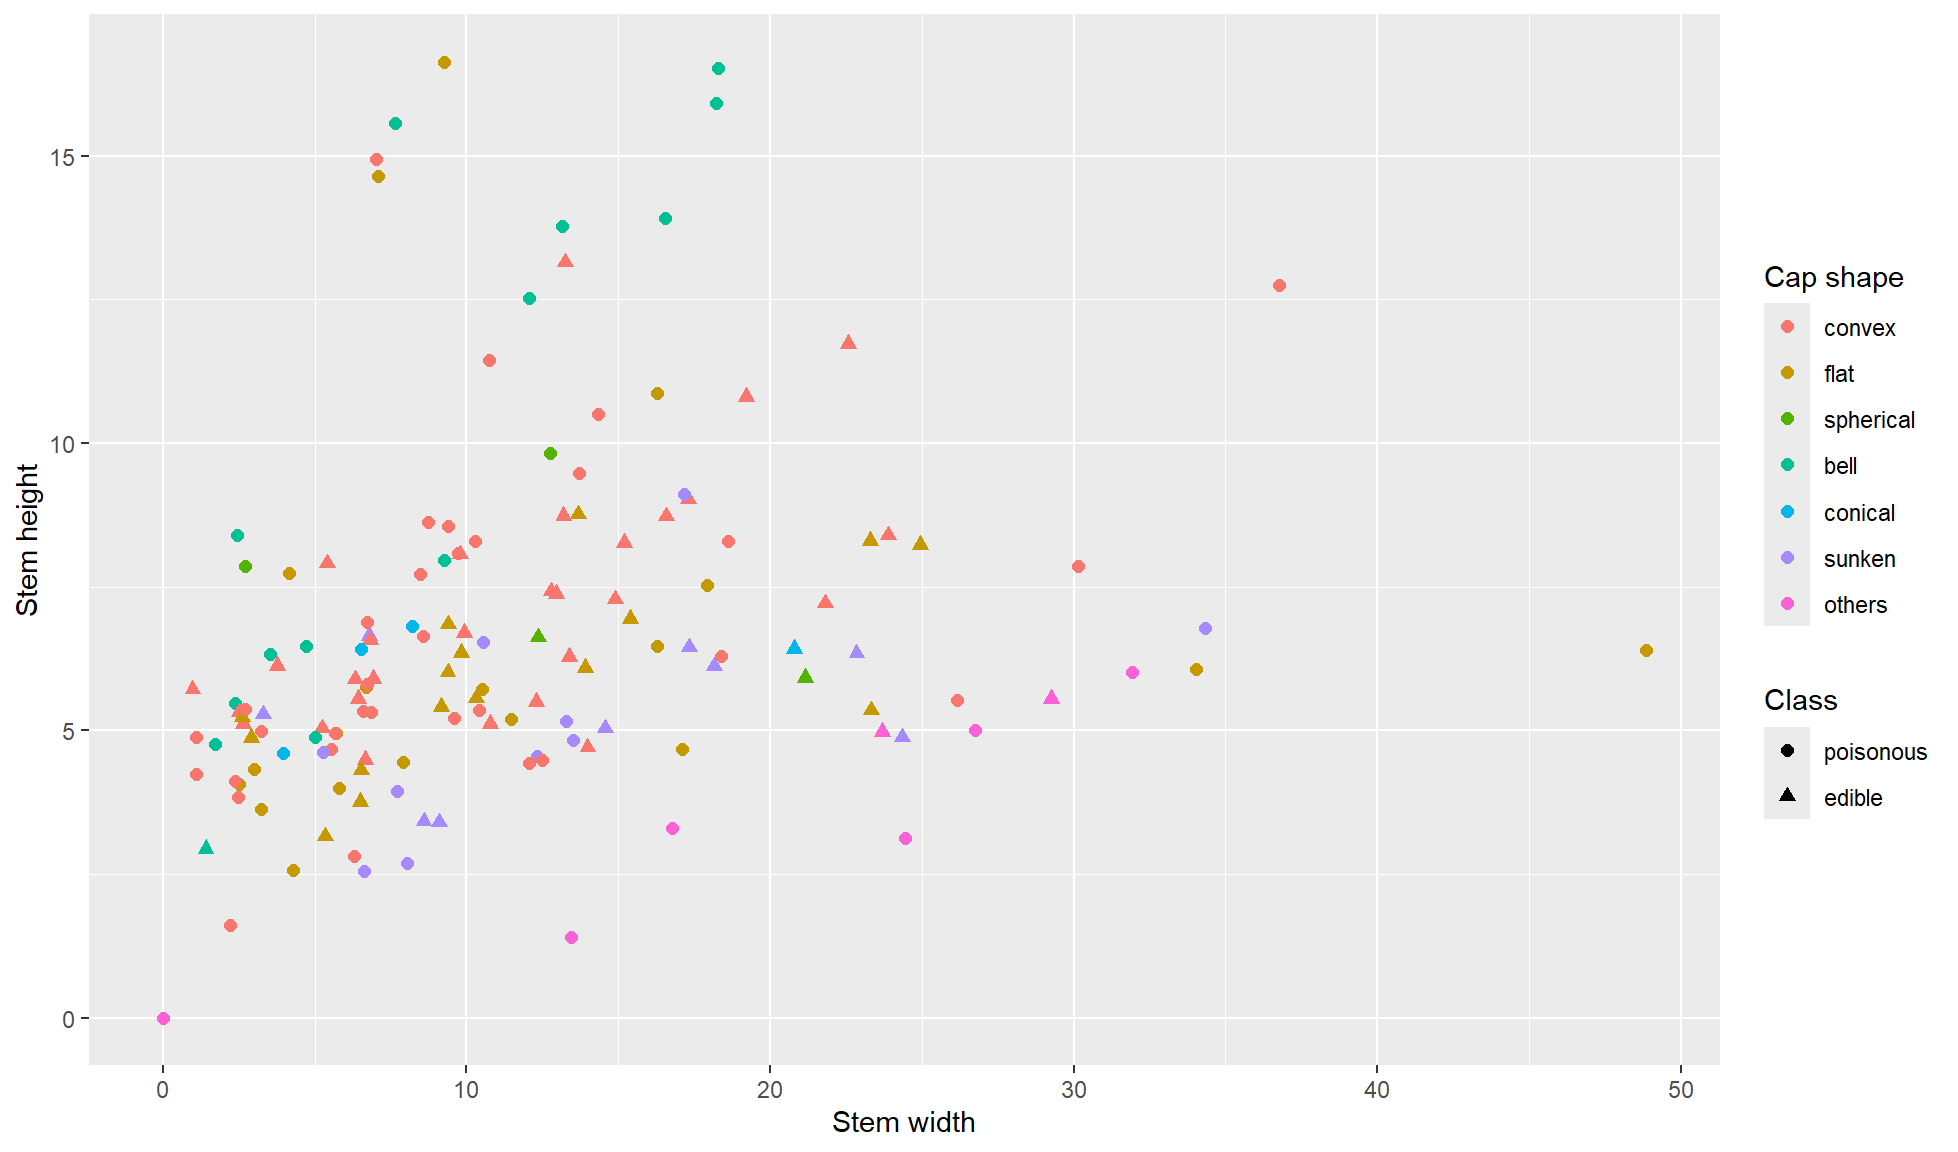 15
10
5
0
Stem height
0
10
20
30
40
50
Stem width
Cap shape
convex
flat
spherical
bell
conical
sunken
others
Class
poisonous
edible